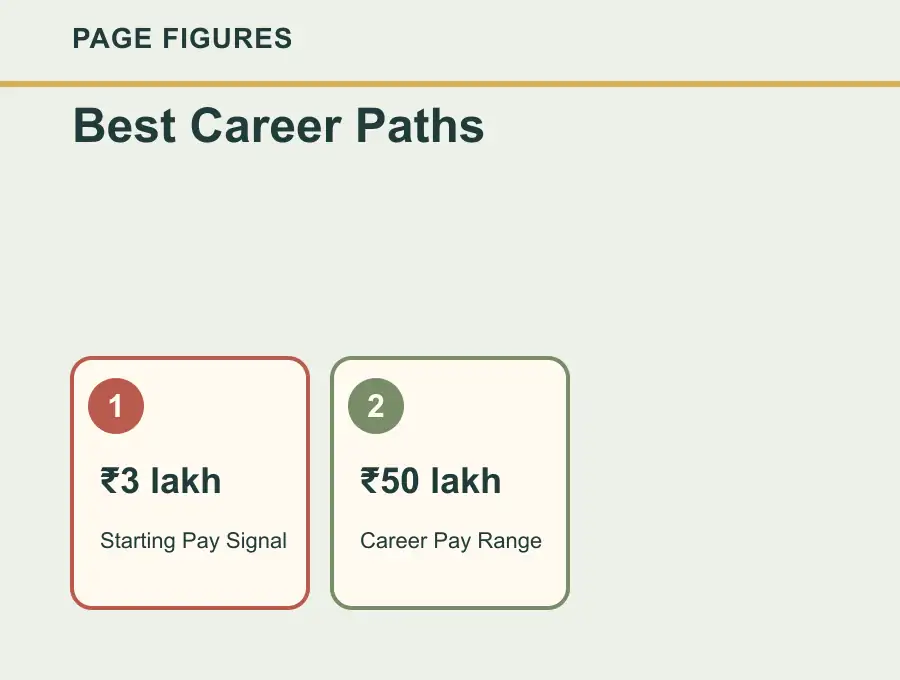 PAGE FIGURES
Best Career Paths
1
₹3 lakh
Starting Pay Signal
2
₹50 lakh
Career Pay Range